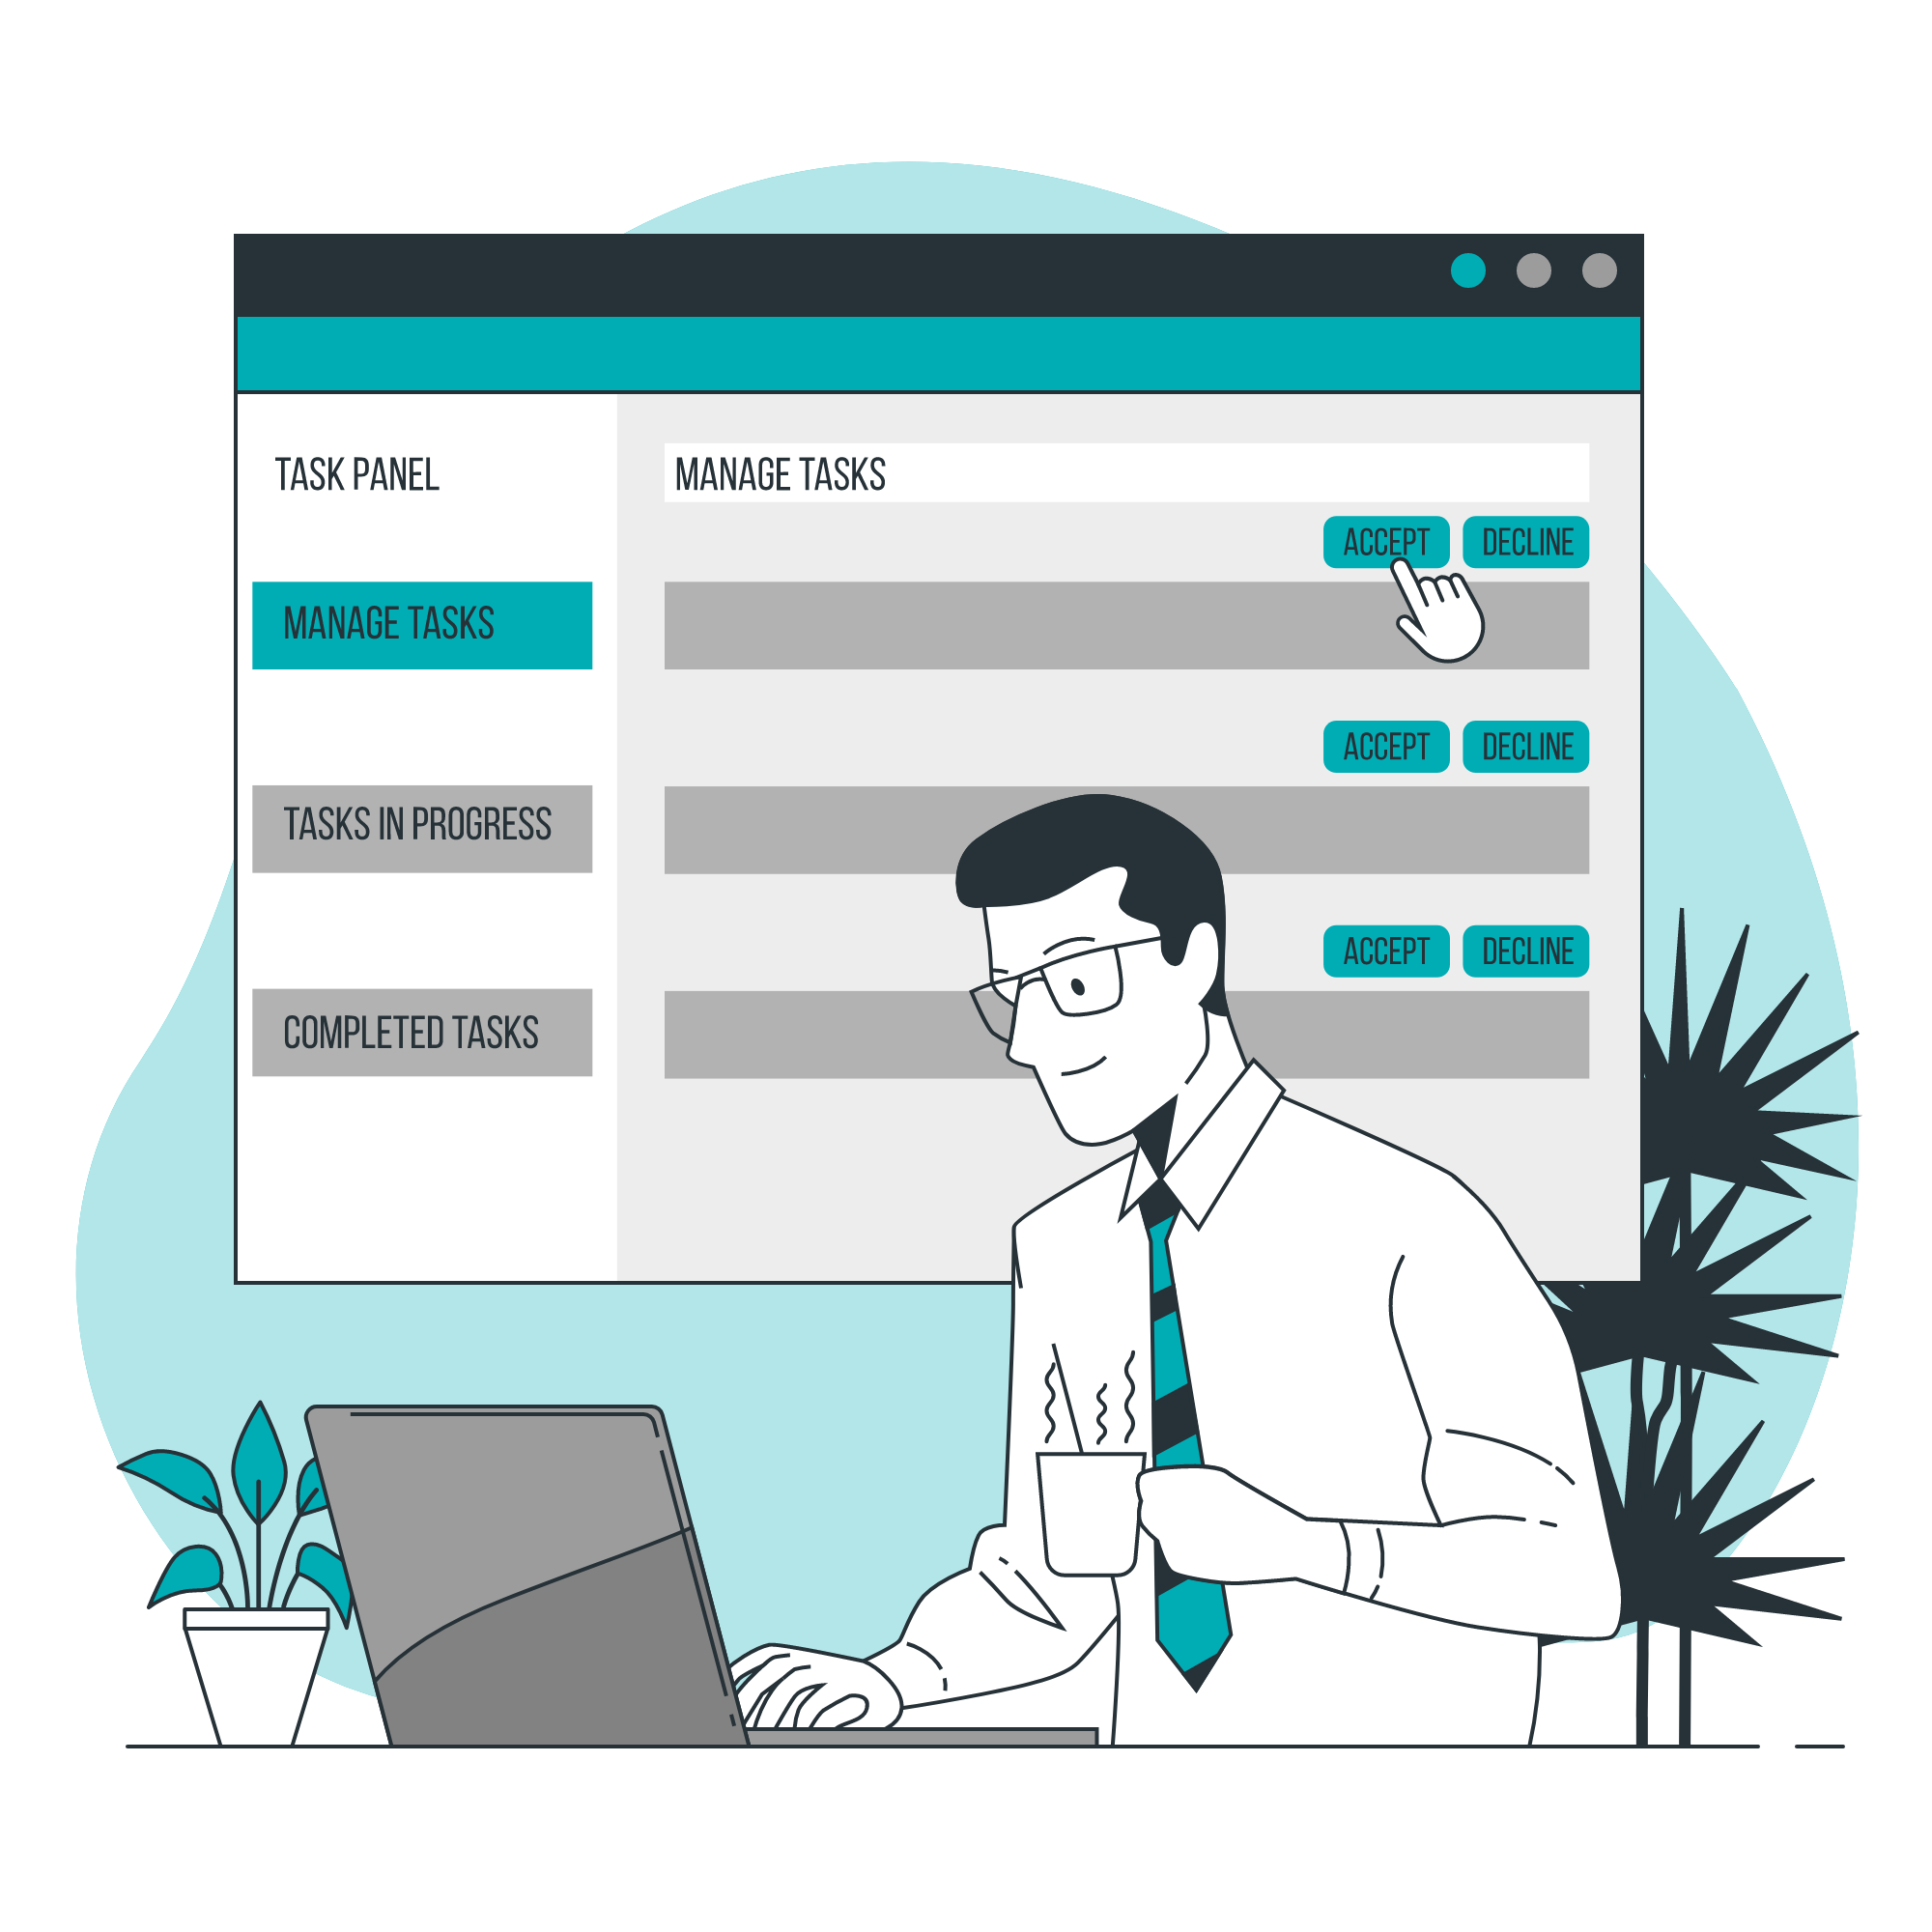 TASK PANEL
MANAGE TASKS
TASKS IN PROGRESS
COMPLETED TASKS
MANAGE TASKS
ACCEPT DECLINE
ACCEPT DECLINE
ACCEPT DECLINE